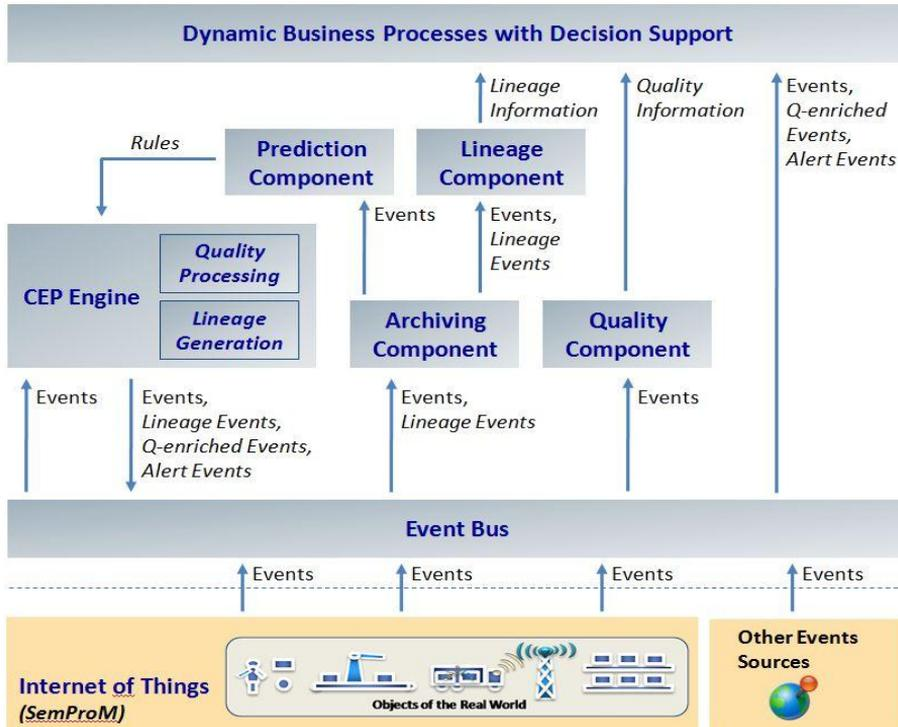 Dynamic Business Processes with Decision Support
Lineage
Information
Quality
Information
Events,
Q-enriched
Events,
Alert Events
Rules
Prediction
Component
Lineage
Component
Events
Events,
Lineage
Events
CEP Engine
Quality
Processing
Lineage
Generation
Archiving
Component
Quality
Component
Events
Events,
Lineage Events,
Q-enriched Events,
Alert Events
Events,
Lineage Events
Events
Event Bus
Events
Events
Events
Events
Internet of Things
(SemProM)
Objects of the Real World
Other Events
Sources